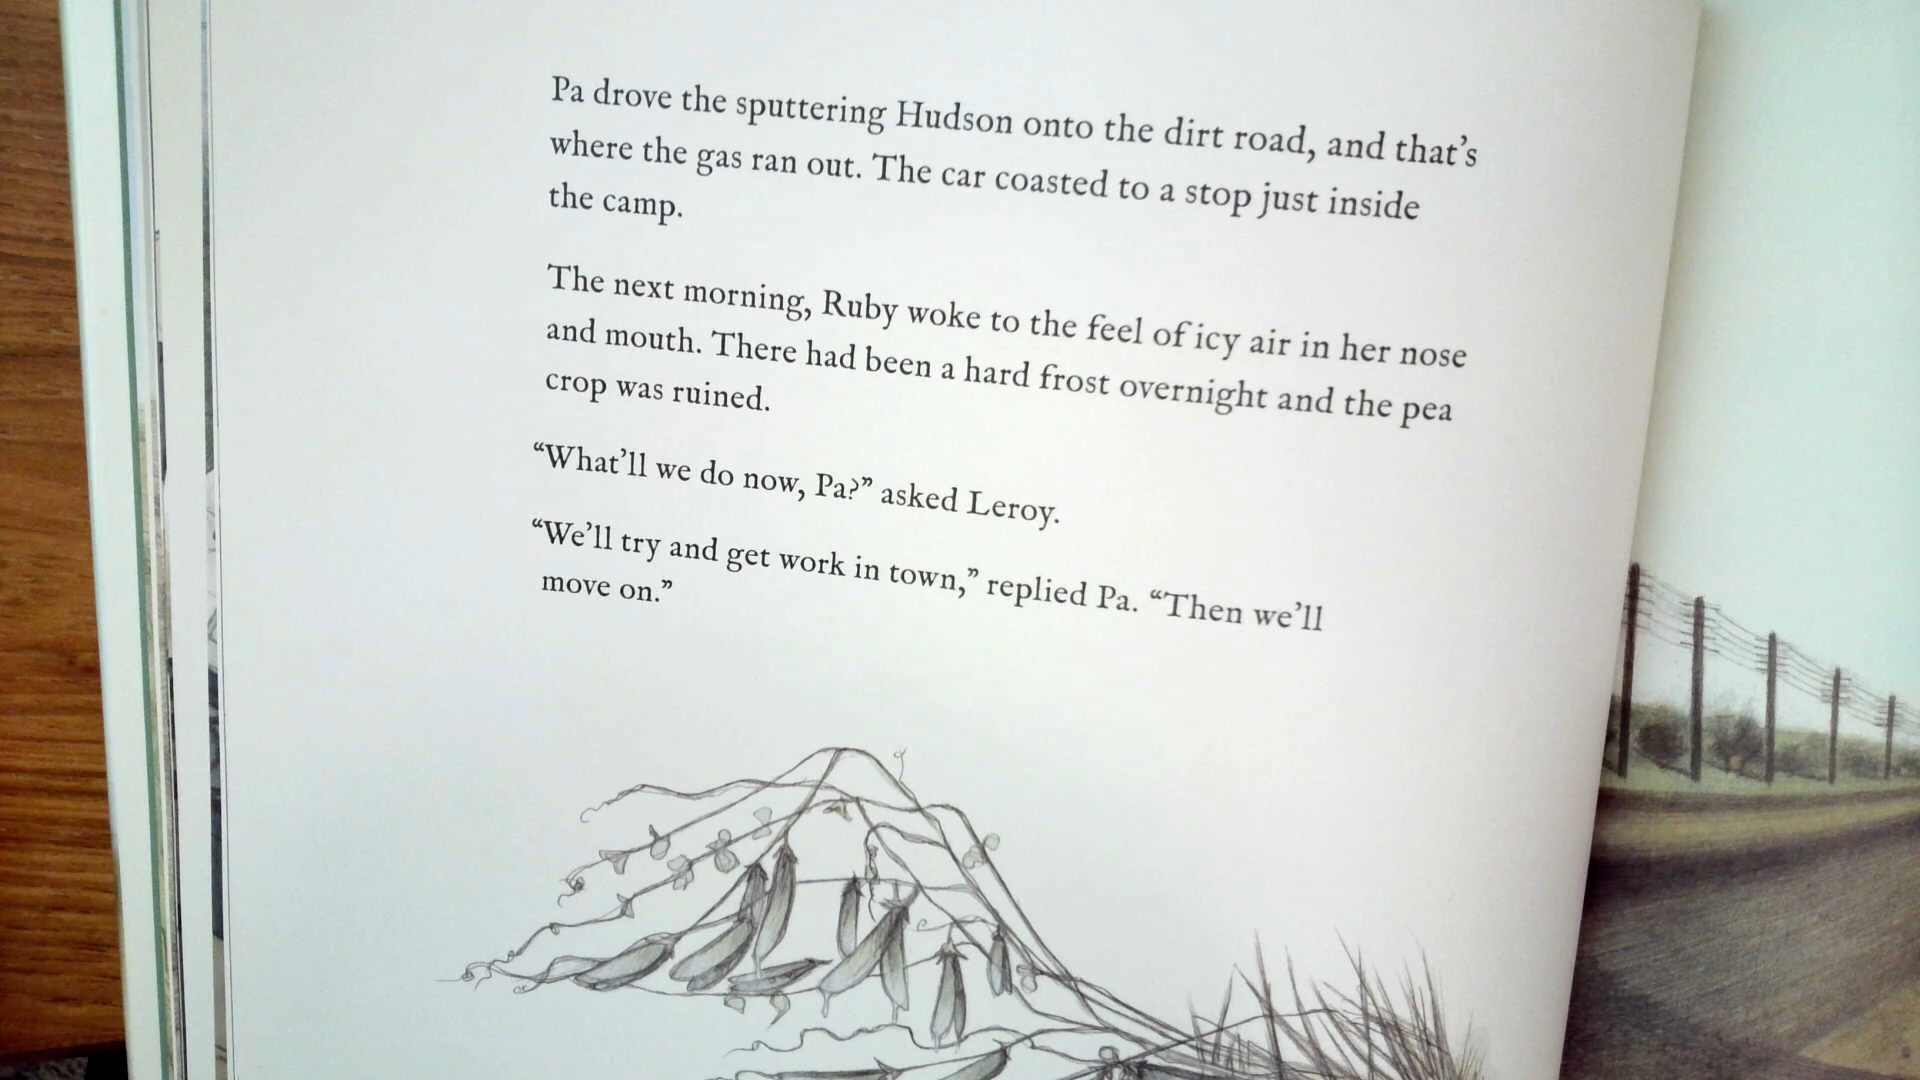 Pa drove the sputtering Hudson onto the dirt road, and that’s
where the gas ran out. The car coasted to a stop just inside
the camp.
The next morning, Ruby woke to the feel of icy air in her nose
and mouth. There had been a hard frost overnight and the pea
crop was ruined.
“What’ll we do now, Pa?” asked Leroy.
“We’ll try and get work in town,” replied Pa. “Then we’ll
move on.”